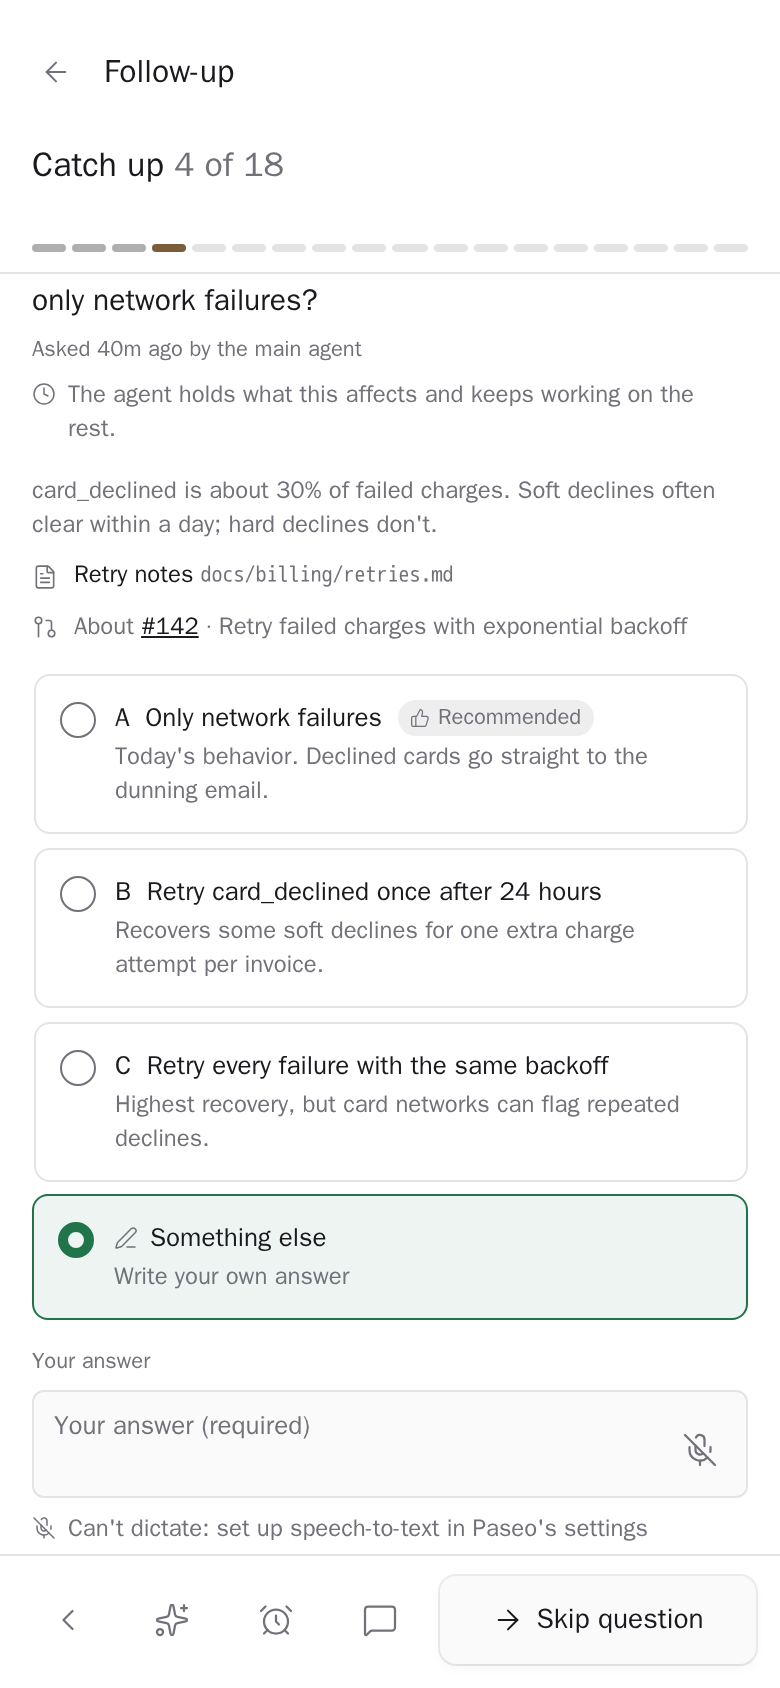 Follow-up
Catch up 4 of 18
only network failures?
Asked 40m ago by the main agent
The agent holds what this affects and keeps working on the
rest.
card_declined is about 30% of failed charges. Soft declines often
clear within a day; hard declines don't.
Retry notes docs/billing/retries.md
About #142 · Retry failed charges with exponential backoff
A Only network failures Recommended
Today's behavior. Declined cards go straight to the
dunning email.
B Retry card_declined once after 24 hours
Recovers some soft declines for one extra charge
attempt per invoice.
C Retry every failure with the same backoff
Highest recovery, but card networks can flag repeated
declines.
Something else
Write your own answer
Your answer
Your answer (required)
Can't dictate: set up speech-to-text in Paseo's settings
Skip question